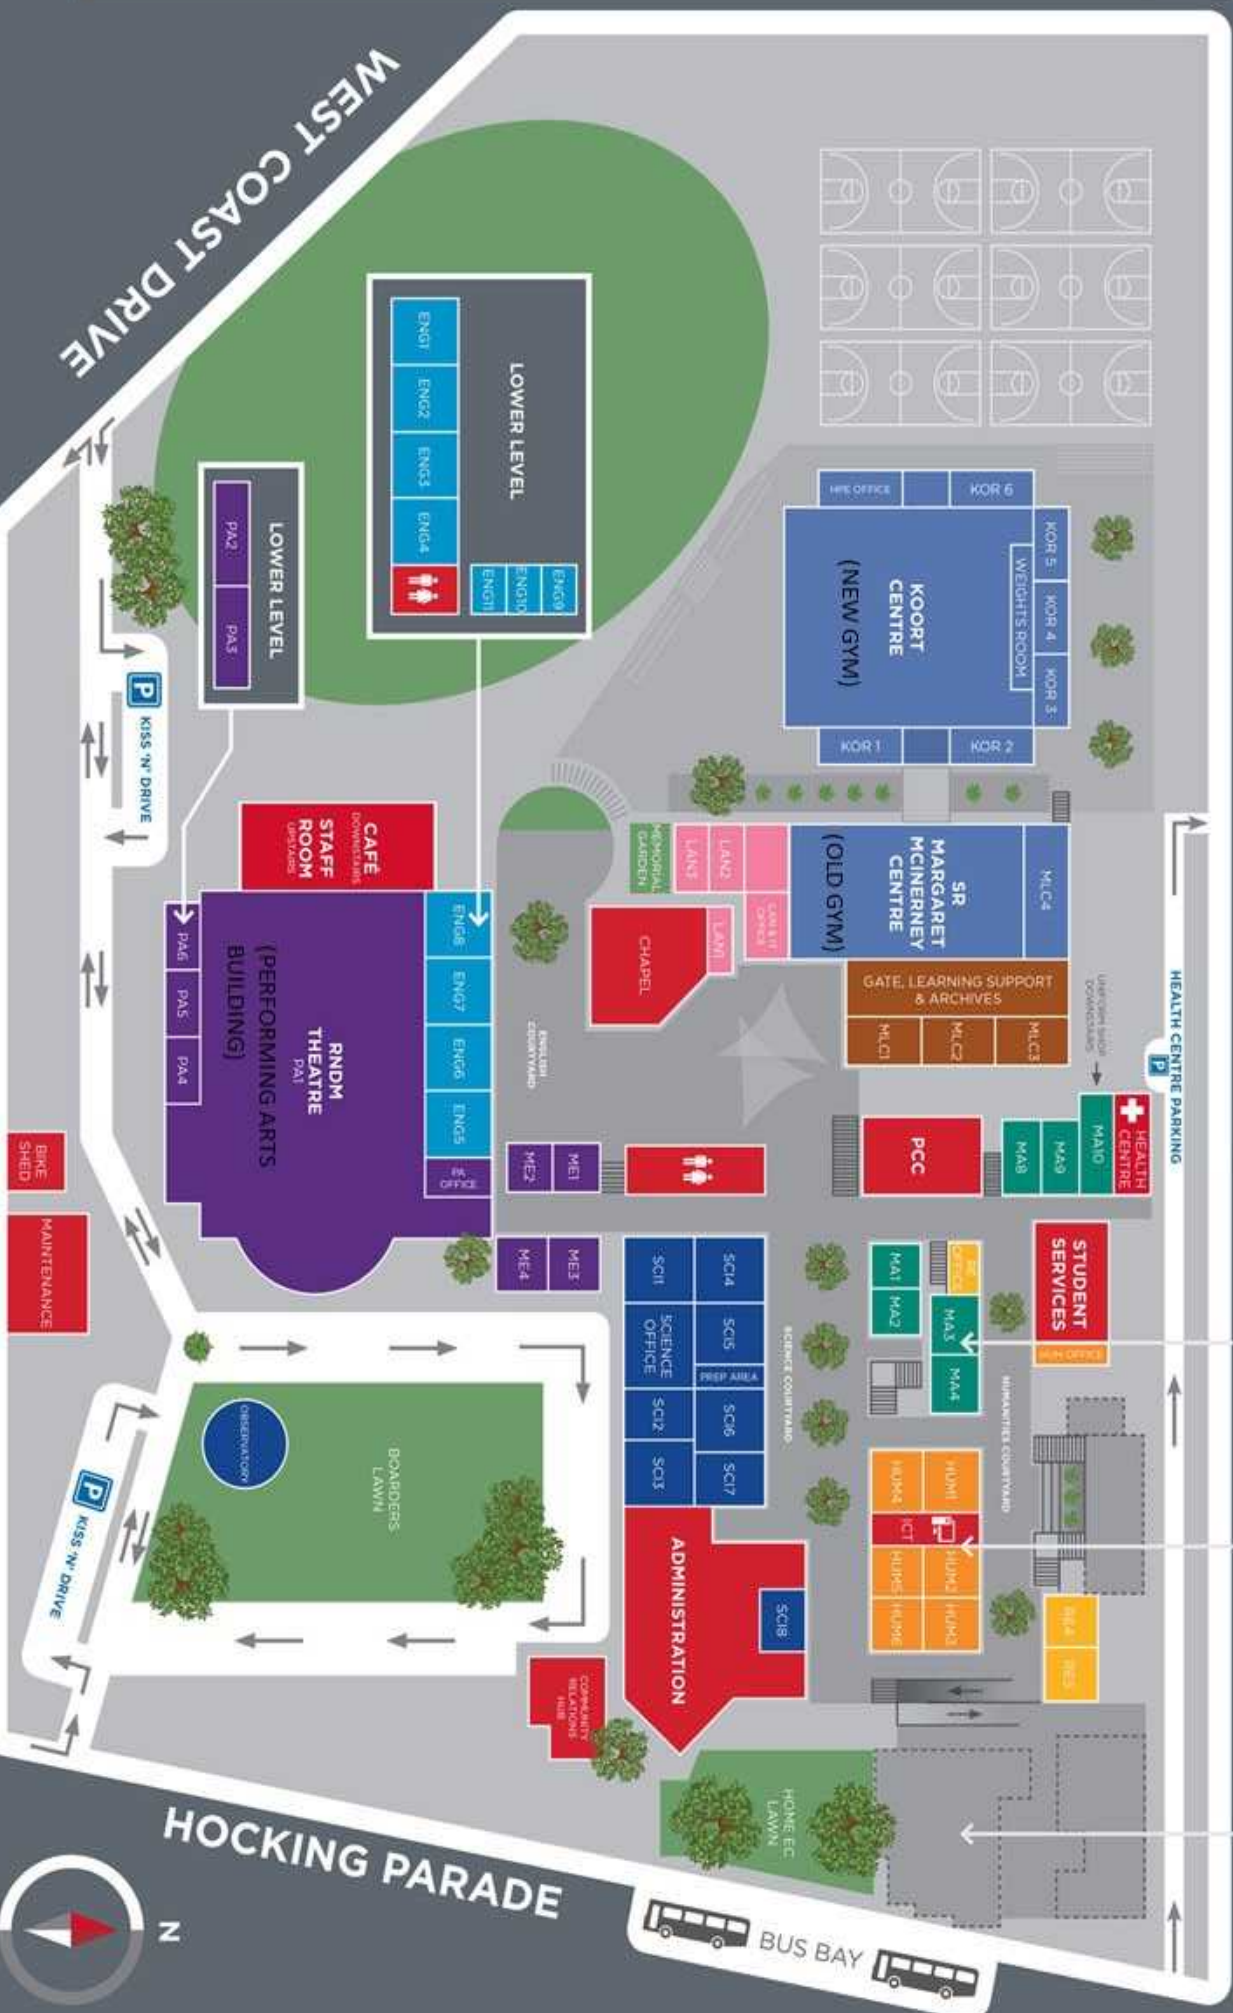 WEST COAST DRIVE
LOWER LEVEL
ENG1
ENG2
ENG3
ENG4
ENG9
ENG10
ENG11
LOWER LEVEL
PA2
PA3
P
KISS 'N' DRIVE
HPE OFFICE
KOR 6
KOR 5
KOR 4
KOR 3
WEIGHTS ROOM
KOORT
CENTRE
(NEW GYM)
KOR 1
KOR 2
CAFÉ
DOWNSTAIRS
STAFF
ROOM
UPSTAIRS
MEMORIAL
GARDEN
LAN3
LAN2
LAN1
LAN & IT
OFFICE
SR
MARGARET
MCINERNEY
CENTRE
(OLD GYM)
MLC4
CHAPEL
GATE, LEARNING SUPPORT
& ARCHIVES
MLC1
MLC2
MLC3
UNIFORM SHOP
DOWNSTAIRS
HEALTH CENTRE PARKING
P
ENG8
ENG7
ENG6
ENG5
PA
OFFICE
PA6
PA5
PA4
RNDM
THEATRE
PA1
(PERFORMING ARTS
BUILDING)
ENGLISH
COURTYARD
ME2
ME1
ME4
ME3
PCC
MA8
MA9
MA10
HEALTH
CENTRE
BIKE
SHED
MAINTENANCE
SCI1
SCI4
SCIENCE
OFFICE
SCI5
PREP AREA
SCI2
SCI6
SCI3
SCI7
SCIENCE COURTYARD
MA1
MA2
RE
OFFICE
MA3
MA4
STUDENT
SERVICES
HUM OFFICE
HUMANITIES COURTYARD
HUM4
HUM1
ICT
HUM5
HUM2
HUM6
HUM3
RE4
RE5
OBSERVATORY
BOARDERS
LAWN
P
KISS 'N' DRIVE
ADMINISTRATION
SCI8
COMMUNITY
RELATIONS
HUB
HOME EC
LAWN
HOCKING PARADE
BUS BAY
N